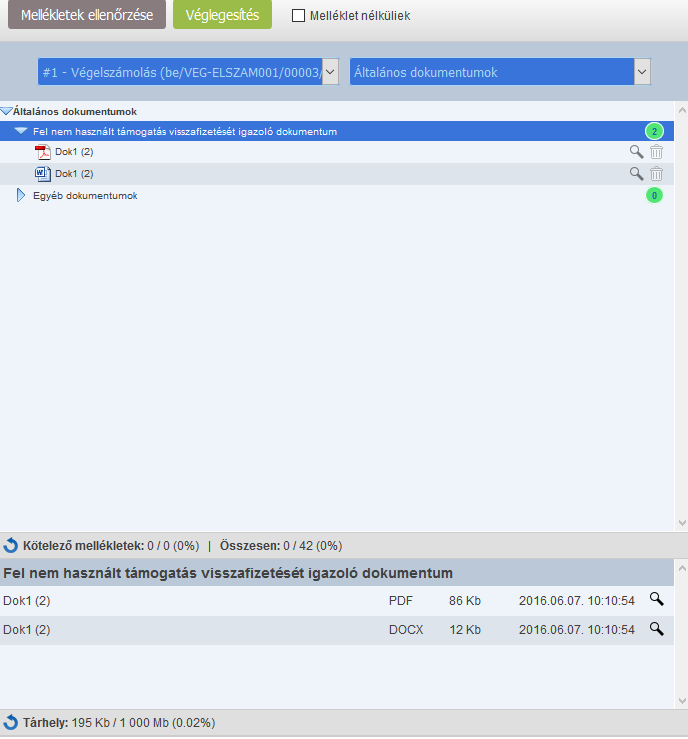 Mellékletek ellenőrzése Véglegesítés Melléklet nélküliek
#1 - Végelszámolás (be/VEG-ELSZAM001/00003/ Általános dokumentumok
Általános dokumentumok
Fel nem használt támogatás visszafizetését igazoló dokumentum 2
Dok1 (2)
Dok1 (2)
Egyéb dokumentumok 0
Kötelező mellékletek: 0 / 0 (0%) | Összesen: 0 / 42 (0%)
Fel nem használt támogatás visszafizetését igazoló dokumentum
Dok1 (2) PDF 86 Kb 2016.06.07. 10:10:54
Dok1 (2) DOCX 12 Kb 2016.06.07. 10:10:54
Tárhely: 195 Kb / 1 000 Mb (0.02%)